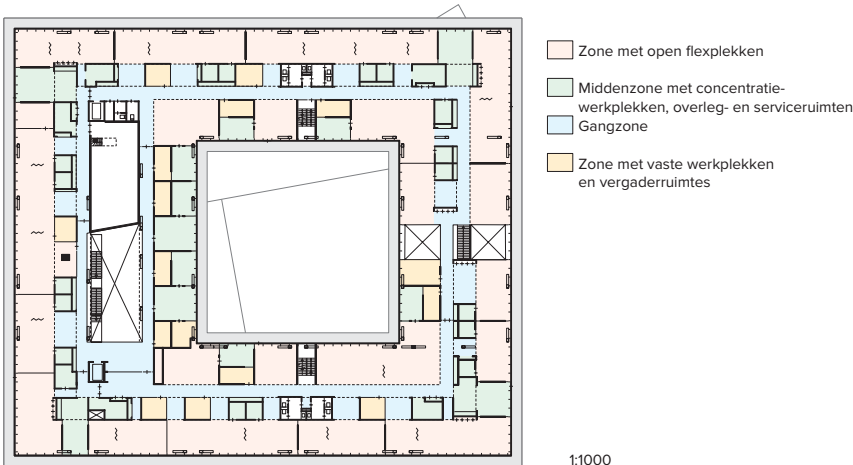 Zone met open flexplekken
Middenzone met concentratie-
werkplekken, overleg- en serviceruimten
Gangzone
Zone met vaste werkplekken
en vergaderruimtes
1:1000